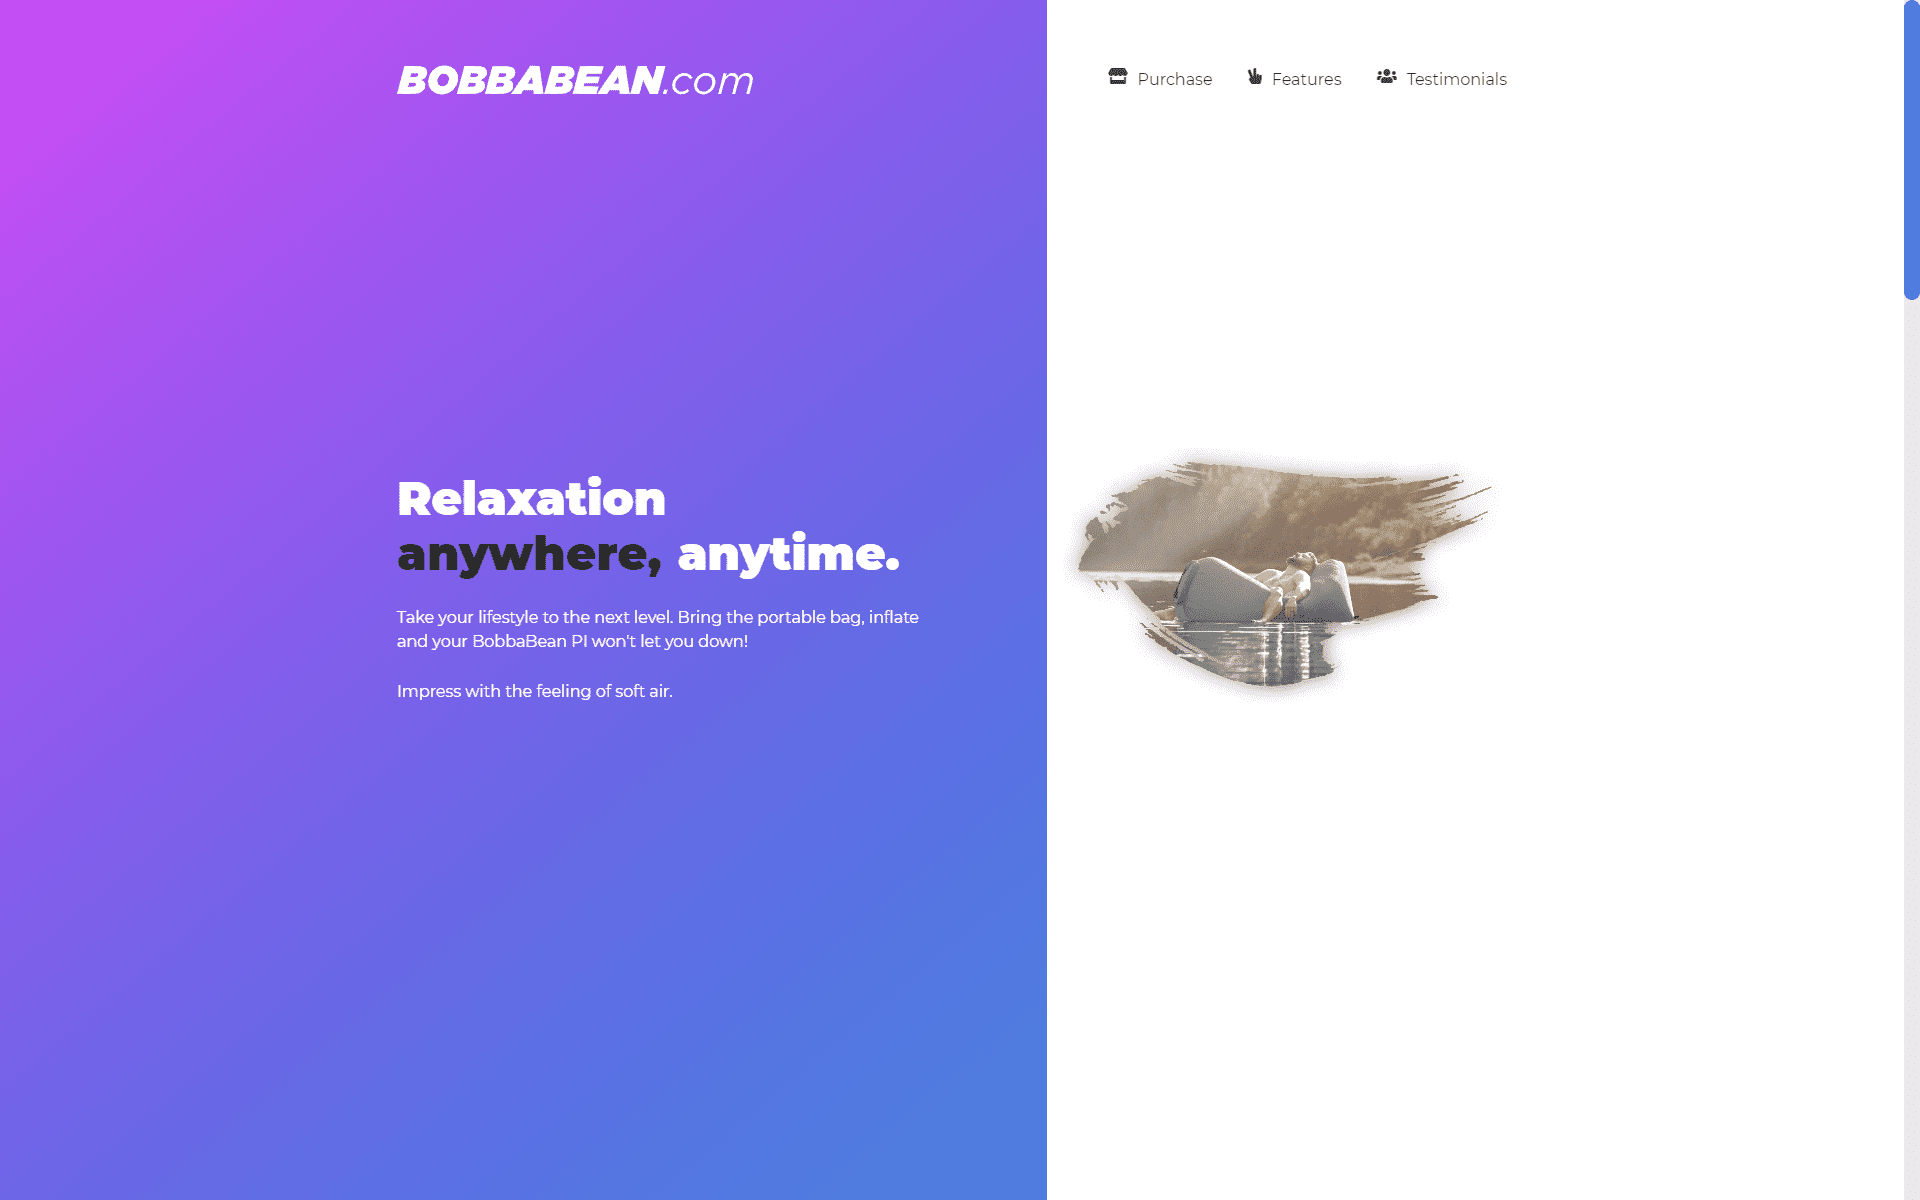 BOBBABEAN.com
Purchase
Features
Testimonials
Relaxation
anywhere, anytime.
Take your lifestyle to the next level. Bring the portable bag, inflate
and your BobbaBean PI won't let you down!
Impress with the feeling of soft air.